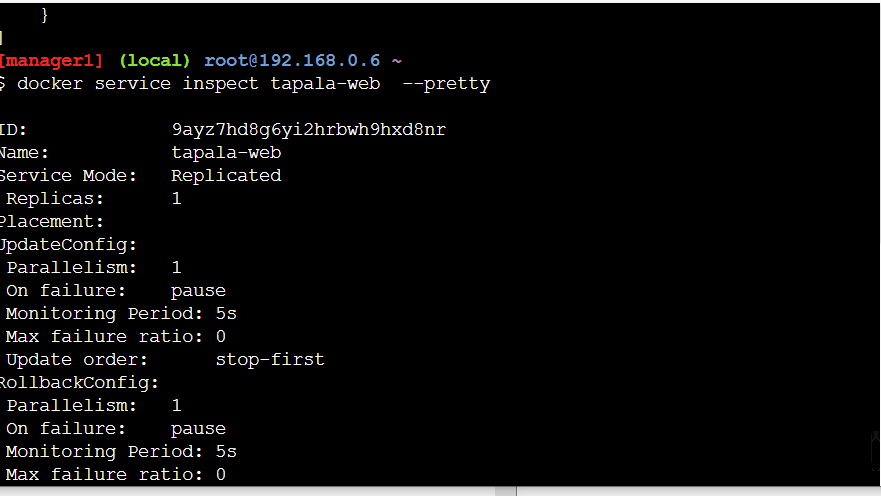 }
]
[manager1] (local) root@192.168.0.6 ~
$ docker service inspect tapala-web --pretty
ID: 9ayz7hd8g6yi2hrbwh9hxd8nr
Name: tapala-web
Service Mode: Replicated
Replicas: 1
Placement:
UpdateConfig:
Parallelism: 1
On failure: pause
Monitoring Period: 5s
Max failure ratio: 0
Update order: stop-first
RollbackConfig:
Parallelism: 1
On failure: pause
Monitoring Period: 5s
Max failure ratio: 0